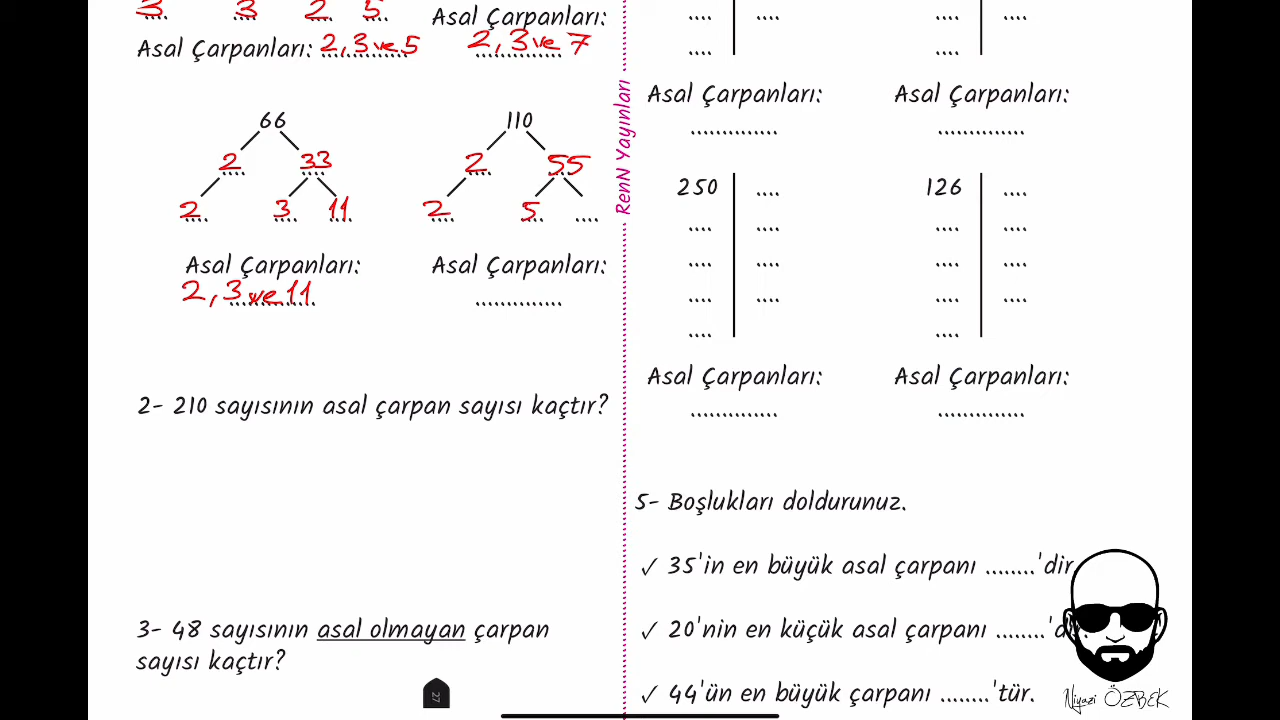 3 3 2 5
Asal Çarpanları: 2, 3 ve 5
Asal Çarpanları:
2, 3 ve 7
66
2 33
2 3 11
Asal Çarpanları:
2, 3 ve 11
110
2 55
2 5 ....
Asal Çarpanları:
..............
2- 210 sayısının asal çarpan sayısı kaçtır?
3- 48 sayısının asal olmayan çarpan
sayısı kaçtır?
27
RenN Yayınları
.... ....
....
Asal Çarpanları:
..............
.... ....
....
Asal Çarpanları:
..............
250 ....
.... ....
.... ....
.... ....
....
Asal Çarpanları:
..............
126 ....
.... ....
.... ....
.... ....
....
Asal Çarpanları:
..............
5- Boşlukları doldurunuz.
✓ 35'in en büyük asal çarpanı ........'dir
✓ 20'nin en küçük asal çarpanı ........'d
✓ 44'ün en büyük çarpanı ........'tür.
Niyazi ÖZBEK